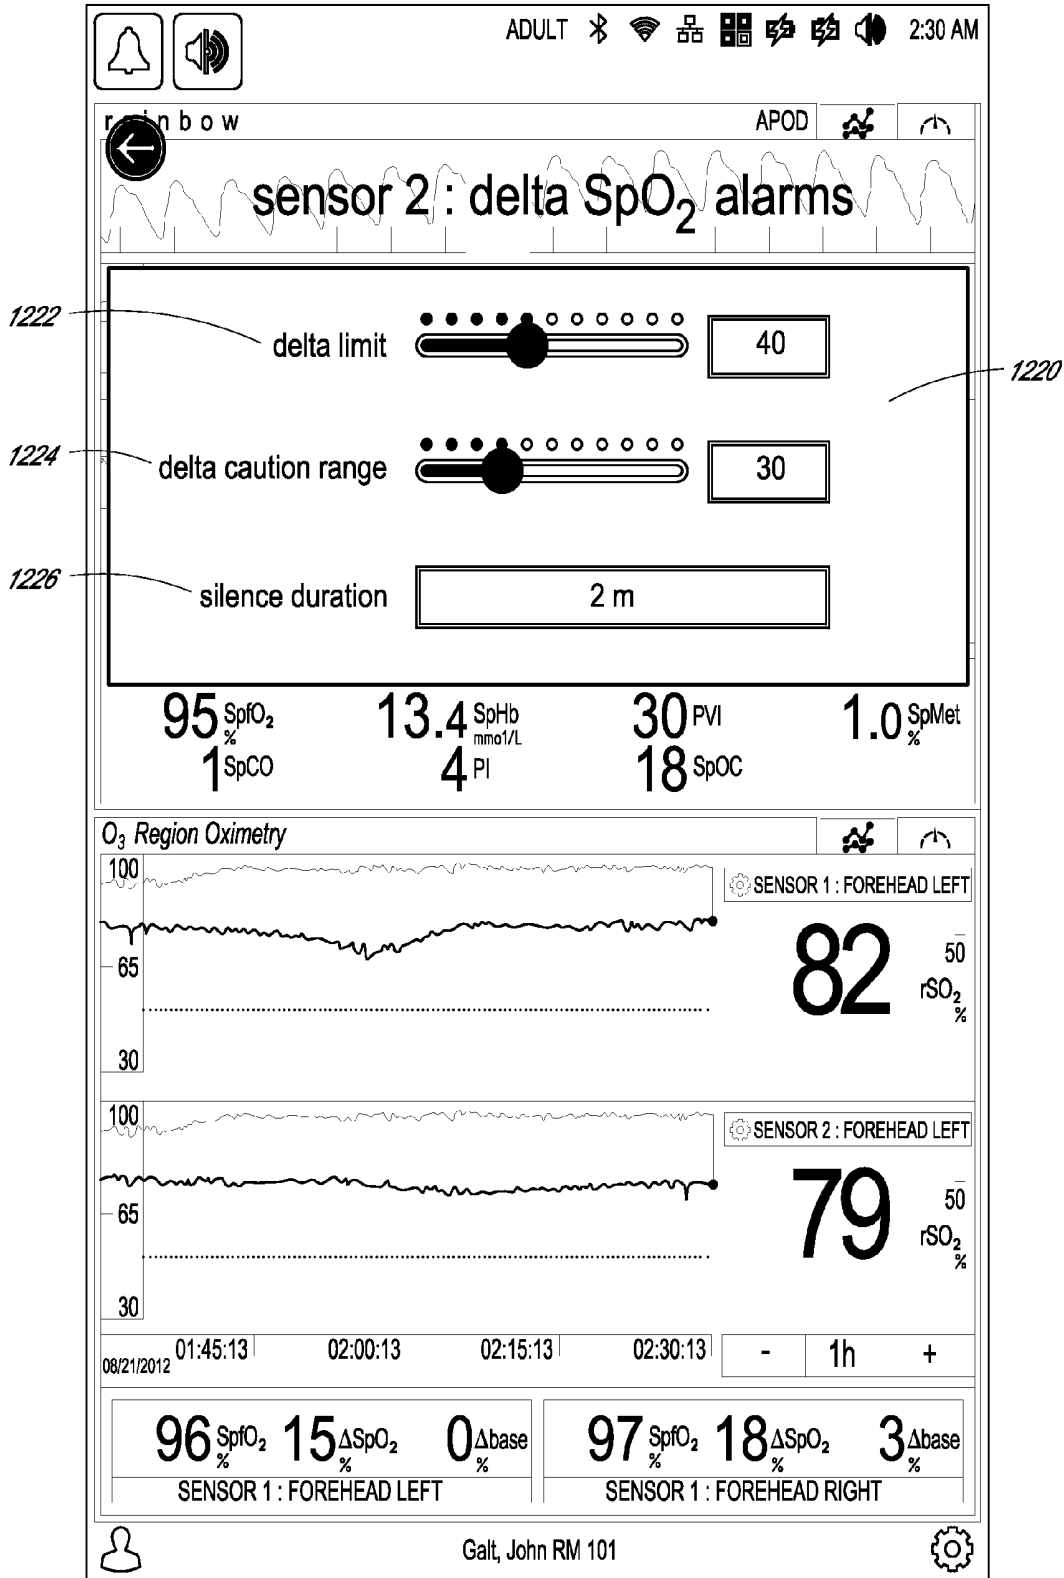 ADULT 2:30 AM
rainbow APOD
sensor 2 : delta SpO2 alarms
1222 delta limit 40
1220
1224 delta caution range 30
1226 silence duration 2 m
95 SpfO2 % 13.4 SpHb mmo1/L 30 PVI 1.0 SpMet %
1 SpCO 4 PI 18 SpOC
O3 Region Oximetry
100
SENSOR 1 : FOREHEAD LEFT
82 50 rSO2 %
65
30
100
SENSOR 2 : FOREHEAD LEFT
79 50 rSO2 %
65
30
08/21/2012 01:45:13 02:00:13 02:15:13 02:30:13 - 1h +
96 SpfO2 % 15 ΔSpO2 % 0 Δbase % 97 SpfO2 % 18 ΔSpO2 % 3 Δbase %
SENSOR 1 : FOREHEAD LEFT SENSOR 1 : FOREHEAD RIGHT
Galt, John RM 101